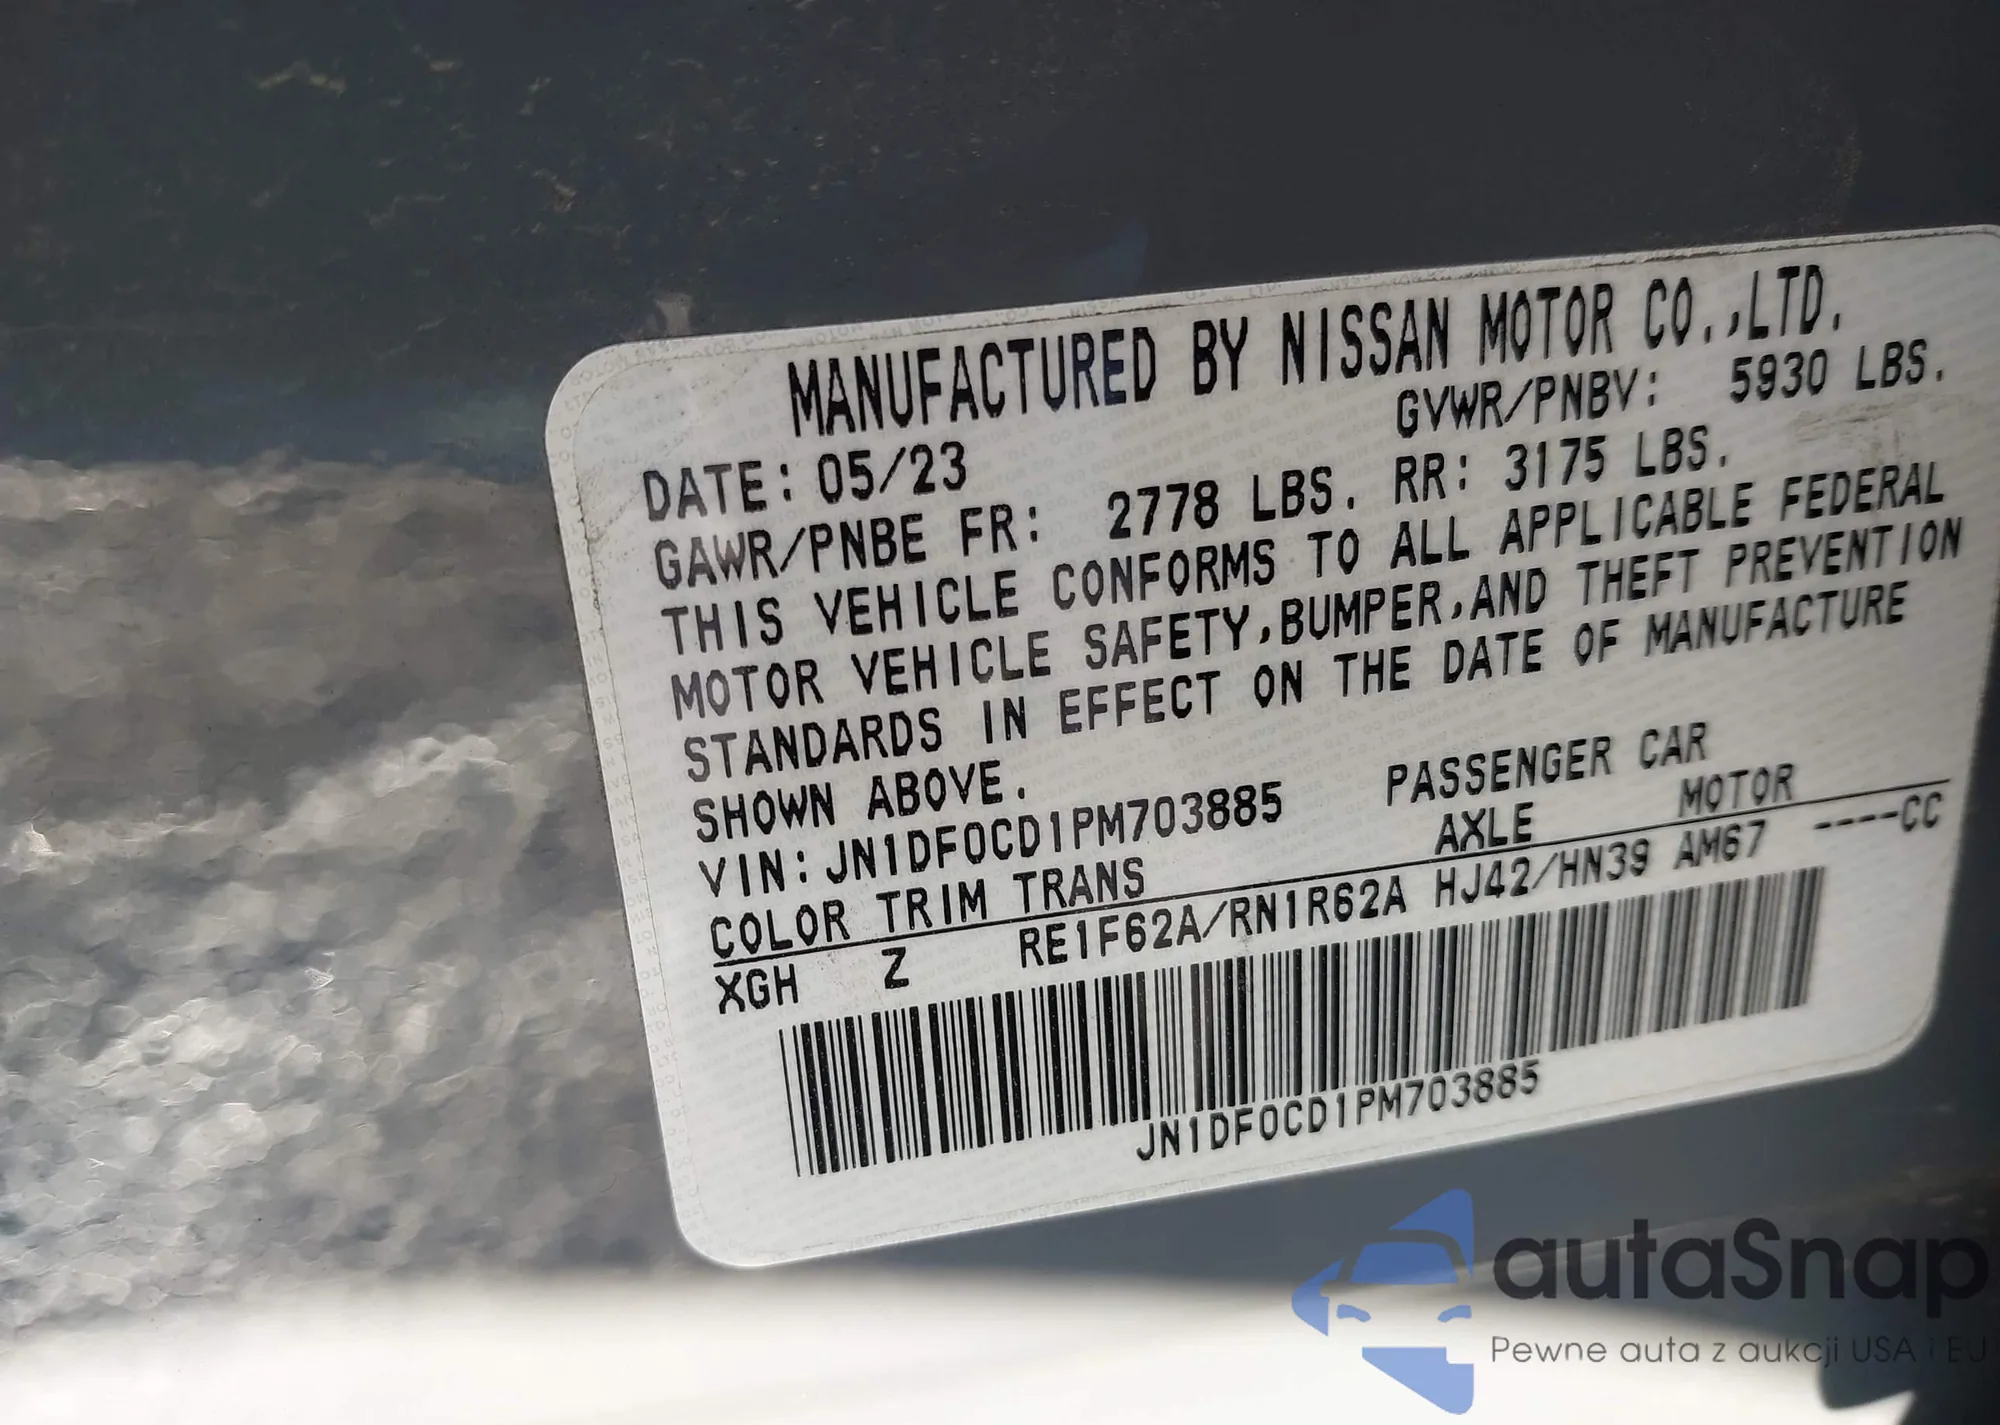 MANUFACTURED BY NISSAN MOTOR CO.,LTD.
DATE: 05/23 GVWR/PNBV: 5930 LBS.
GAWR/PNBE FR: 2778 LBS. RR: 3175 LBS.
THIS VEHICLE CONFORMS TO ALL APPLICABLE FEDERAL
MOTOR VEHICLE SAFETY,BUMPER,AND THEFT PREVENTION
STANDARDS IN EFFECT ON THE DATE OF MANUFACTURE
SHOWN ABOVE.
VIN: JN1DF0CD1PM703885 PASSENGER CAR
COLOR TRIM TRANS AXLE MOTOR
XGH Z RE1F62A/RN1R62A HJ42/HN39 AM67 ----CC
JN1DF0CD1PM703885
autaSnap
Pewne auta z aukcji USA i EU